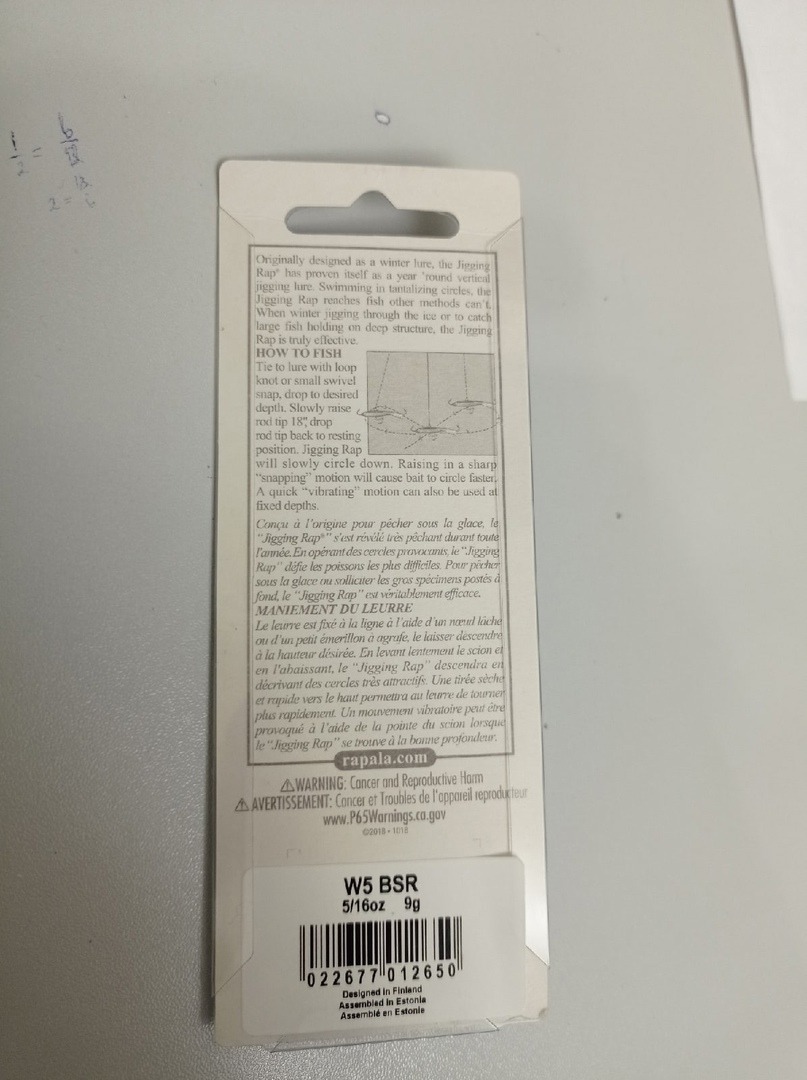 Originally designed as a winter lure, the Jigging
Rap® has proven itself as a year 'round vertical
jigging lure. Swimming in tantalizing circles, the
Jigging Rap reaches fish other methods can't.
When winter jigging through the ice or to catch
large fish holding on deep structure, the Jigging
Rap is truly effective.
HOW TO FISH
Tie to lure with loop
knot or small swivel
snap, drop to desired
depth. Slowly raise
rod tip 18", drop
rod tip back to resting
position. Jigging Rap
will slowly circle down. Raising in a sharp
"snapping" motion will cause bait to circle faster.
A quick "vibrating" motion can also be used at
fixed depths.
Conçu à l'origine pour pêcher sous la glace, le
"Jigging Rap®" s'est révélé très pêchant durant toute
l'année. En opérant des cercles provocants, le "Jigging
Rap" défie les poissons les plus difficiles. Pour pêcher
sous la glace ou solliciter les gros spécimens postés à
fond, le "Jigging Rap" est véritablement efficace.
MANIEMENT DU LEURRE
Le leurre est fixé à la ligne à l'aide d'un nœud lâche
ou d'un petit émerillon à agrafe, le laisser descendre
à la hauteur désirée. En levant lentement le scion et
en l'abaissant, le "Jigging Rap" descendra en
décrivant des cercles très attractifs. Une tirée sèche
et rapide vers le haut permettra au leurre de tourner
plus rapidement. Un mouvement vibratoire peut être
provoqué à l'aide de la pointe du scion lorsque
le "Jigging Rap" se trouve à la bonne profondeur.
rapala.com
⚠WARNING: Cancer and Reproductive Harm
⚠ AVERTISSEMENT: Cancer et Troubles de l'appareil reproducteur
www.P65Warnings.ca.gov
©2018 • 1018
W5 BSR
5/16oz 9g
022677 012650
Designed in Finland
Assembled in Estonia
Assemblé en Estonie